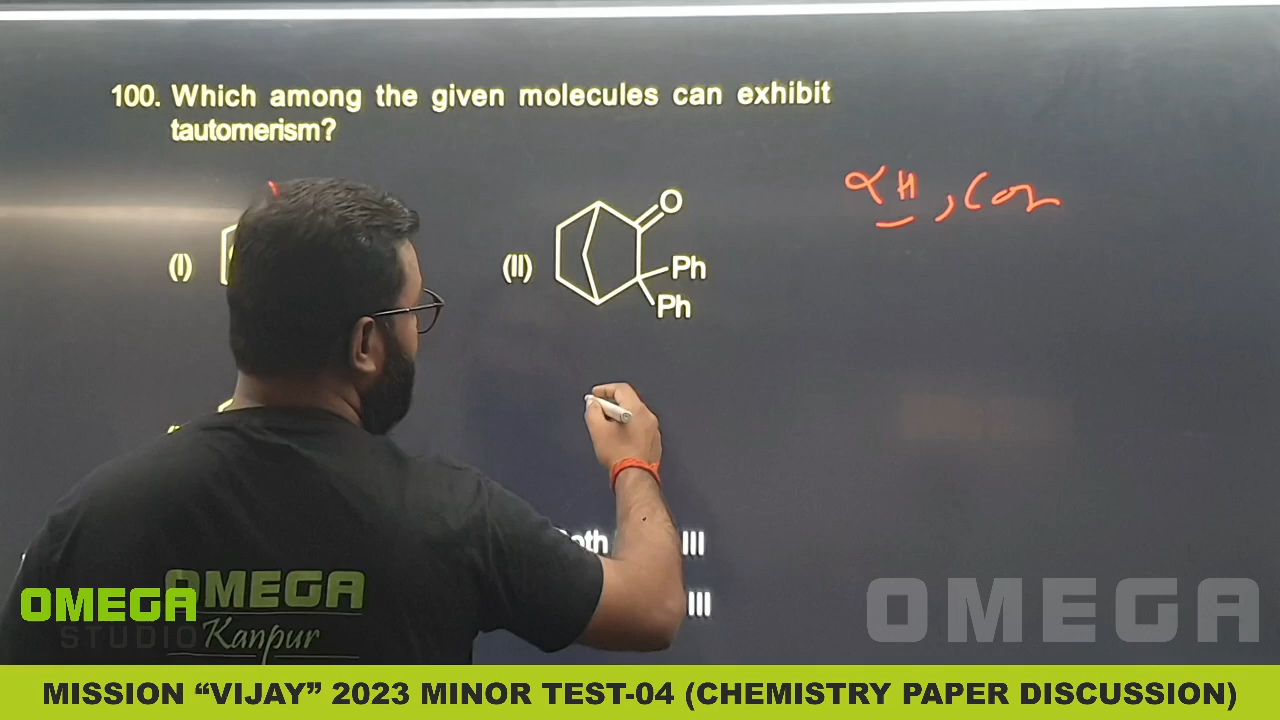 100. Which among the given molecules can exhibit
tautomerism?
αH, Con
(I)
(II)
O
Ph
Ph
III
III
OMEGA
Kanpur
OMEGA
STUDIO
OMEGA
MISSION “VIJAY” 2023 MINOR TEST-04 (CHEMISTRY PAPER DISCUSSION)